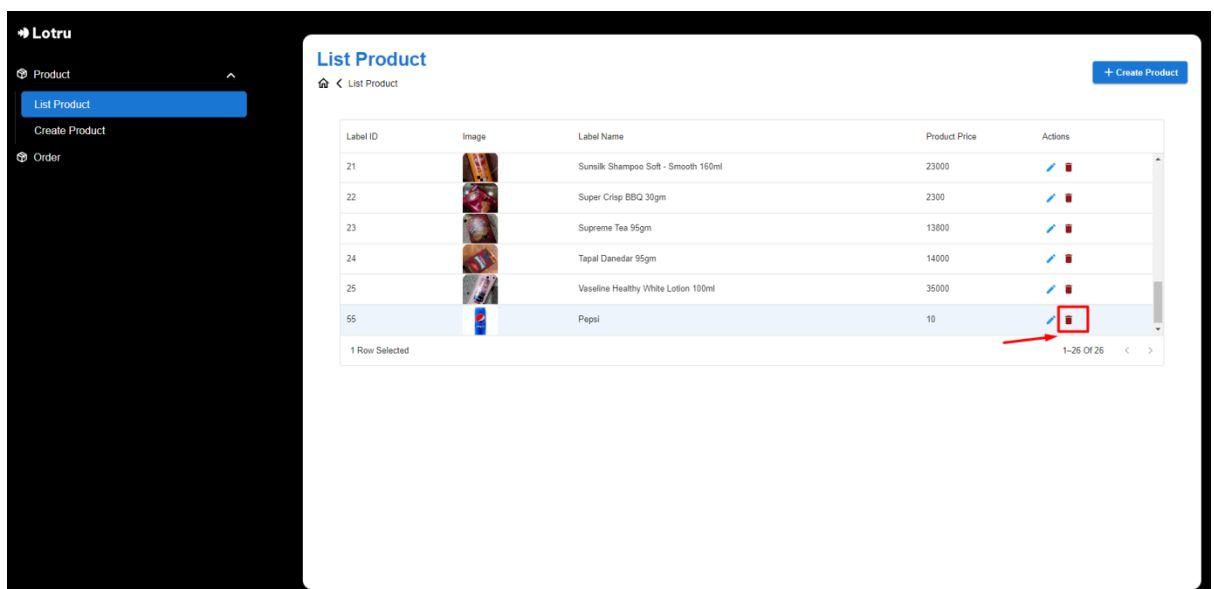 Lotru
Product
List Product
Create Product
Order
List Product
List Product
+ Create Product
Label ID Image Label Name Product Price Actions
21 Sunsilk Shampoo Soft - Smooth 160ml 23000
22 Super Crisp BBQ 30gm 2300
23 Supreme Tea 95gm 13800
24 Tapal Danedar 95gm 14000
25 Vaseline Healthy White Lotion 100ml 35000
55 Pepsi 10
1 Row Selected 1–26 Of 26